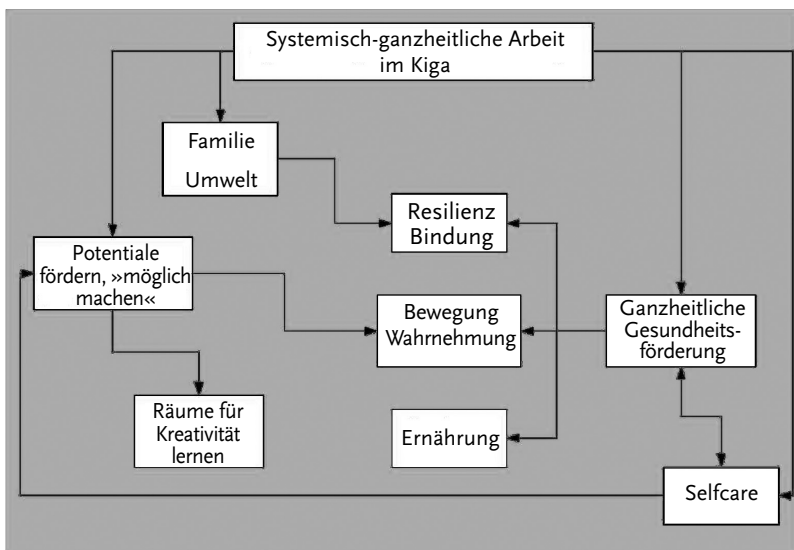 Systemisch-ganzheitliche Arbeit
im Kiga
Familie
Umwelt
Resilienz
Bindung
Potentiale
fördern, »möglich
machen«
Bewegung
Wahrnehmung
Ganzheitliche
Gesundheits-
förderung
Räume für
Kreativität
lernen
Ernährung
Selfcare